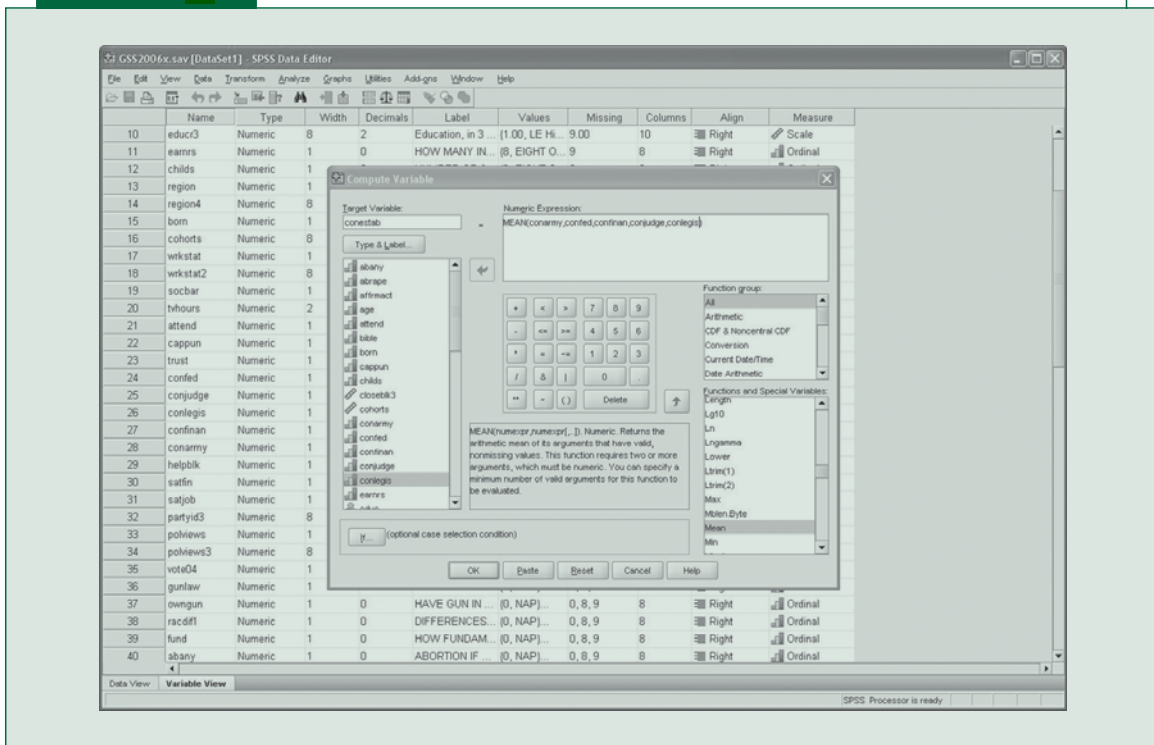 GSS2006x.sav [DataSet1] - SPSS Data Editor
File Edit View Data Transform Analyze Graphs Utilities Add-ons Window Help
Name Type Width Decimals Label Values Missing Columns Align Measure
10 educr3 Numeric 8 2 Education, in 3 ... {1.00, LE Hi... 9.00 10 Right Scale
11 earnrs Numeric 1 0 HOW MANY IN... {8, EIGHT O... 9 8 Right Ordinal
12 childs Numeric 1
13 region Numeric 1
14 region4 Numeric 8
15 born Numeric 1
16 cohorts Numeric 8
17 wrkstat Numeric 1
18 wrkstat2 Numeric 8
19 socbar Numeric 1
20 tvhours Numeric 2
21 attend Numeric 1
22 cappun Numeric 1
23 trust Numeric 1
24 confed Numeric 1
25 conjudge Numeric 1
26 conlegis Numeric 1
27 confinan Numeric 1
28 conarmy Numeric 1
29 helpblk Numeric 1
30 satfin Numeric 1
31 satjob Numeric 1
32 partyid3 Numeric 8
33 polviews Numeric 1
34 polviews3 Numeric 8
35 vote04 Numeric 1
36 gunlaw Numeric 1
37 owngun Numeric 1 0 HAVE GUN IN ... {0, NAP}... 0, 8, 9 8 Right Ordinal
38 racdif1 Numeric 1 0 DIFFERENCES... {0, NAP}... 0, 8, 9 8 Right Ordinal
39 fund Numeric 1 0 HOW FUNDAM... {0, NAP}... 0, 8, 9 8 Right Ordinal
40 abany Numeric 1 0 ABORTION IF ... {0, NAP}... 0, 8, 9 8 Right Ordinal
Compute Variable
Target Variable:
conestab
=
Numeric Expression:
MEAN(conarmy,confed,confinan,conjudge,conlegis)
Type & Label...
abany
abrape
affrmact
age
attend
bible
born
cappun
childs
closeblk3
cohorts
conarmy
confed
confinan
conjudge
conlegis
earnrs
+ < > 7 8 9
- <= >= 4 5 6
* = ~= 1 2 3
/ & | 0 .
** ~ ( ) Delete
MEAN(numexpr,numexpr[,..]). Numeric. Returns the
arithmetic mean of its arguments that have valid,
nonmissing values. This function requires two or more
arguments, which must be numeric. You can specify a
minimum number of valid arguments for this function to
be evaluated.
Function group:
All
Arithmetic
CDF & Noncentral CDF
Conversion
Current Date/Time
Date Arithmetic
Functions and Special Variables:
Length
Lg10
Ln
Lngamma
Lower
Ltrim(1)
Ltrim(2)
Max
Mblen.Byte
Mean
Min
If... (optional case selection condition)
OK Paste Reset Cancel Help
Data View Variable View
SPSS Processor is ready